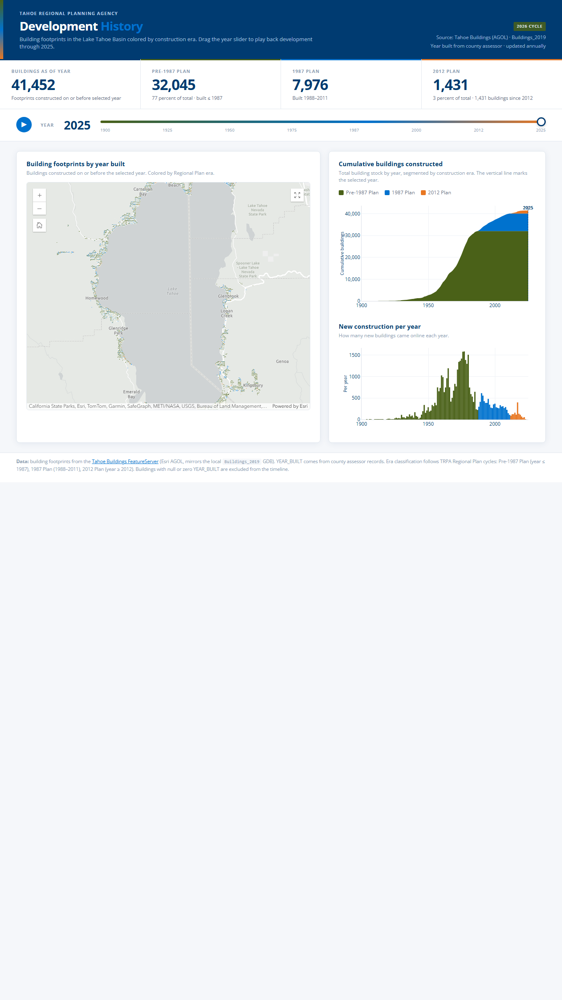 TAHOE REGIONAL PLANNING AGENCY
Development History
Building footprints in the Lake Tahoe Basin colored by construction era. Drag the year slider to play back development
through 2025.
2026 CYCLE
Source: Tahoe Buildings (AGOL) · Buildings_2019
Year built from county assessor · updated annually
BUILDINGS AS OF YEAR
41,452
Footprints constructed on or before selected year
PRE-1987 PLAN
32,045
77 percent of total · built ≤ 1987
1987 PLAN
7,976
Built 1988–2011
2012 PLAN
1,431
3 percent of total · 1,431 buildings since 2012
YEAR
2025
1900 1925 1950 1975 1987 2000 2012 2025
Building footprints by year built
Buildings constructed on or before the selected year. Colored by Regional Plan era.
+
−
Carnelian
Bay
Beach
Lake Tahoe
Nevada
State Park
Spooner Lake
- Lake Tahoe
Nevada
State Park
Lake
Tahoe
Homewood
Glenbrook
Logan
Creek
Glenridge
Park
Genoa
Kingsbury
Emerald
Bay
California State Parks, Esri, TomTom, Garmin, SafeGraph, METI/NASA, USGS, Bureau of Land Management,...
Powered by Esri
Cumulative buildings constructed
Total building stock by year, segmented by construction era. The vertical line marks
the selected year.
Pre-1987 Plan 1987 Plan 2012 Plan
2025
Cumulative buildings
40,000
30,000
20,000
10,000
0
1900 1950 2000
New construction per year
How many new buildings came online each year.
Per year
1500
1000
500
0
1900 1950 2000
Data: building footprints from the Tahoe Buildings FeatureServer (Esri AGOL, mirrors the local Buildings_2019 GDB). YEAR_BUILT comes from county assessor records. Era classification follows TRPA Regional Plan cycles: Pre-1987 Plan (year ≤
1987), 1987 Plan (1988–2011), 2012 Plan (year ≥ 2012). Buildings with null or zero YEAR_BUILT are excluded from the timeline.